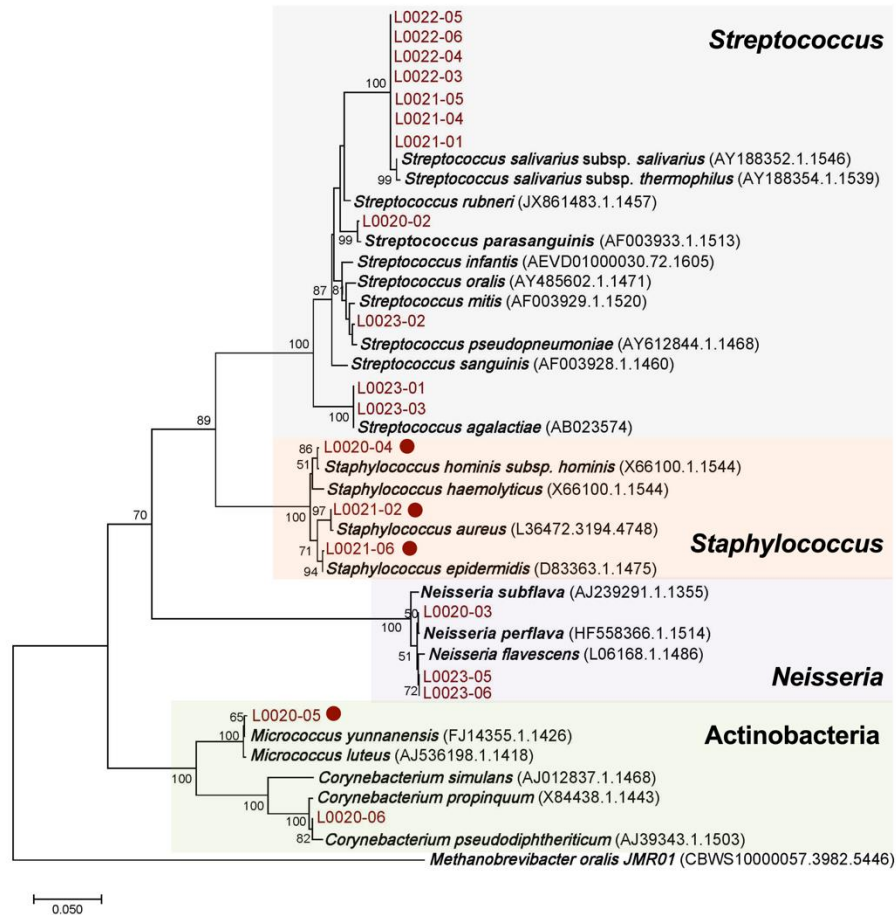 L0022-05
Streptococcus
L0022-06
L0022-04
L0022-03
100
L0021-05
L0021-04
L0021-01
Streptococcus salivarius subsp. salivarius (AY188352.1.1546)
99 Streptococcus salivarius subsp. thermophilus (AY188354.1.1539)
Streptococcus rubneri (JX861483.1.1457)
L0020-02
99 Streptococcus parasanguinis (AF003933.1.1513)
Streptococcus infantis (AEVD01000030.72.1605)
87 81 Streptococcus oralis (AY485602.1.1471)
Streptococcus mitis (AF003929.1.1520)
L0023-02
100 Streptococcus pseudopneumoniae (AY612844.1.1468)
Streptococcus sanguinis (AF003928.1.1460)
L0023-01
100 L0023-03
89 Streptococcus agalactiae (AB023574)
86 L0020-04
51 Streptococcus hominis subsp. hominis (X66100.1.1544)
Staphylococcus haemolyticus (X66100.1.1544)
100 97 L0021-02
Staphylococcus aureus (L36472.3194.4748)
70 71 L0021-06
Staphylococcus
94 Staphylococcus epidermidis (D83363.1.1475)
Neisseria subflava (AJ239291.1.1355)
50 L0020-03
100 Neisseria perflava (HF558366.1.1514)
51 Neisseria flavescens (L06168.1.1486)
L0023-05
Neisseria
72 L0023-06
65 L0020-05
Actinobacteria
100 Micrococcus yunnanensis (FJ14355.1.1426)
Micrococcus luteus (AJ536198.1.1418)
100 Corynebacterium simulans (AJ012837.1.1468)
100 Corynebacterium propinquum (X84438.1.1443)
100 L0020-06
82 Corynebacterium pseudodiphtheriticum (AJ39343.1.1503)
Methanobrevibacter oralis JMR01 (CBWS10000057.3982.5446)
0.050